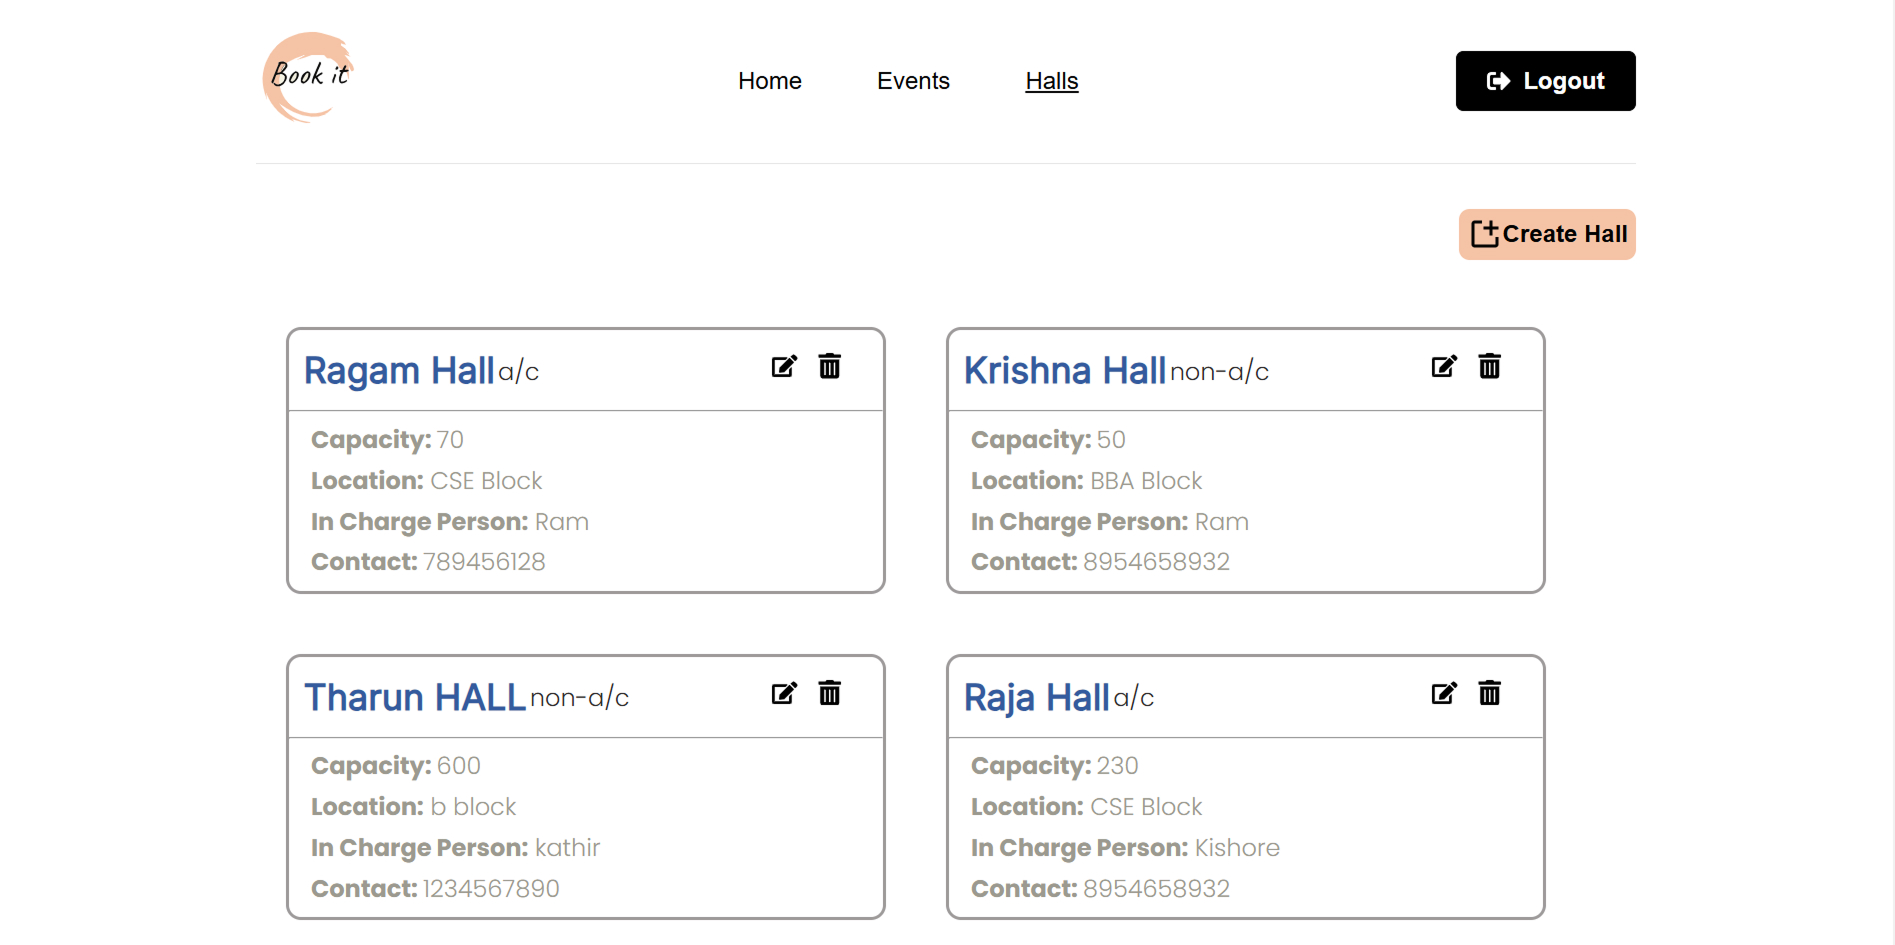 Book it
Home Events Halls
Logout
Create Hall
Ragam Hall a/c
Capacity: 70
Location: CSE Block
In Charge Person: Ram
Contact: 789456128
Krishna Hall non-a/c
Capacity: 50
Location: BBA Block
In Charge Person: Ram
Contact: 8954658932
Tharun HALL non-a/c
Capacity: 600
Location: b block
In Charge Person: kathir
Contact: 1234567890
Raja Hall a/c
Capacity: 230
Location: CSE Block
In Charge Person: Kishore
Contact: 8954658932